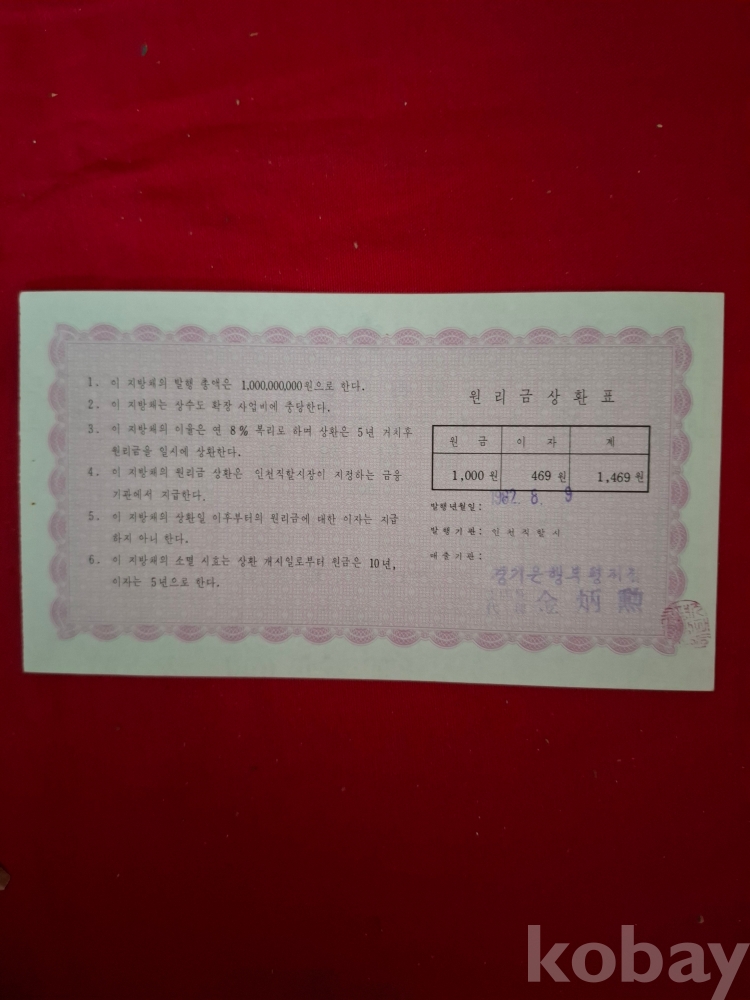 1. 이 지방채의 발행 총액은 1,000,000,000원으로 한다.
2. 이 지방채는 상수도 확장 사업비에 충당한다.
3. 이 지방채의 이율은 연 8% 복리로 하며 상환은 5년 거치후
원리금을 일시에 상환한다.
4. 이 지방채의 원리금 상환은 인천직할시장이 지정하는 금융
기관에서 지급한다.
5. 이 지방채의 상환일 이후부터의 원리금에 대한 이자는 지급
하지 아니 한다.
6. 이 지방채의 소멸 시효는 상환 개시일로부터 원금은 10년,
이자는 5년으로 한다.
원리금상환표
원금 이자 계
1,000원 469원 1,469원
발행년월일: 1982. 8. 9
발행기관: 인천직할시
매출기관:
경기은행부평지점
金炳勲
kobay